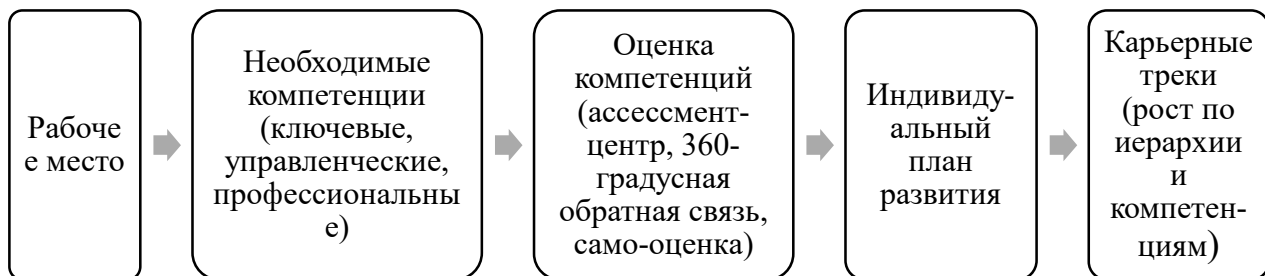 Рабоче
е место
Необходимые
компетенции
(ключевые,
управленческие,
профессиональны
е)
Оценка
компетенций
(ассессмент-
центр, 360-
градусная
обратная связь,
само-оценка)
Индивиду-
альный
план
развития
Карьерные
треки
(рост по
иерархии
и
компетен-
циям)